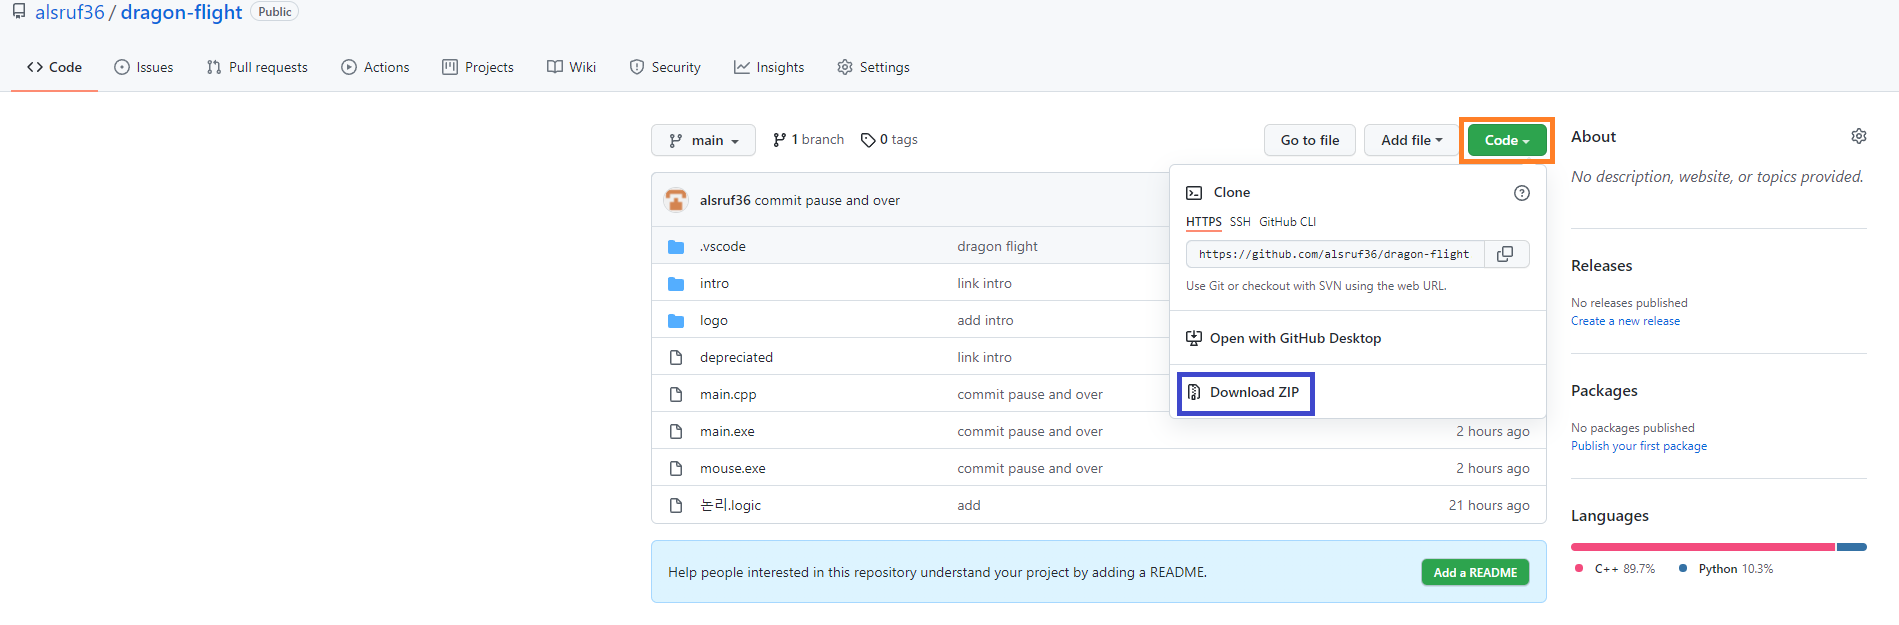 alsruf36 / dragon-flight Public
Code Issues Pull requests Actions Projects Wiki Security Insights Settings
main 1 branch 0 tags Go to file Add file Code
alsruf36 commit pause and over
.vscode dragon flight
intro link intro
logo add intro
depreciated link intro
main.cpp commit pause and over
main.exe commit pause and over 2 hours ago
mouse.exe commit pause and over 2 hours ago
논리.logic add 21 hours ago
Clone
HTTPS SSH GitHub CLI
https://github.com/alsruf36/dragon-flight
Use Git or checkout with SVN using the web URL.
Open with GitHub Desktop
Download ZIP
Help people interested in this repository understand your project by adding a README. Add a README
About
No description, website, or topics provided.
Releases
No releases published
Create a new release
Packages
No packages published
Publish your first package
Languages
C++ 89.7% Python 10.3%